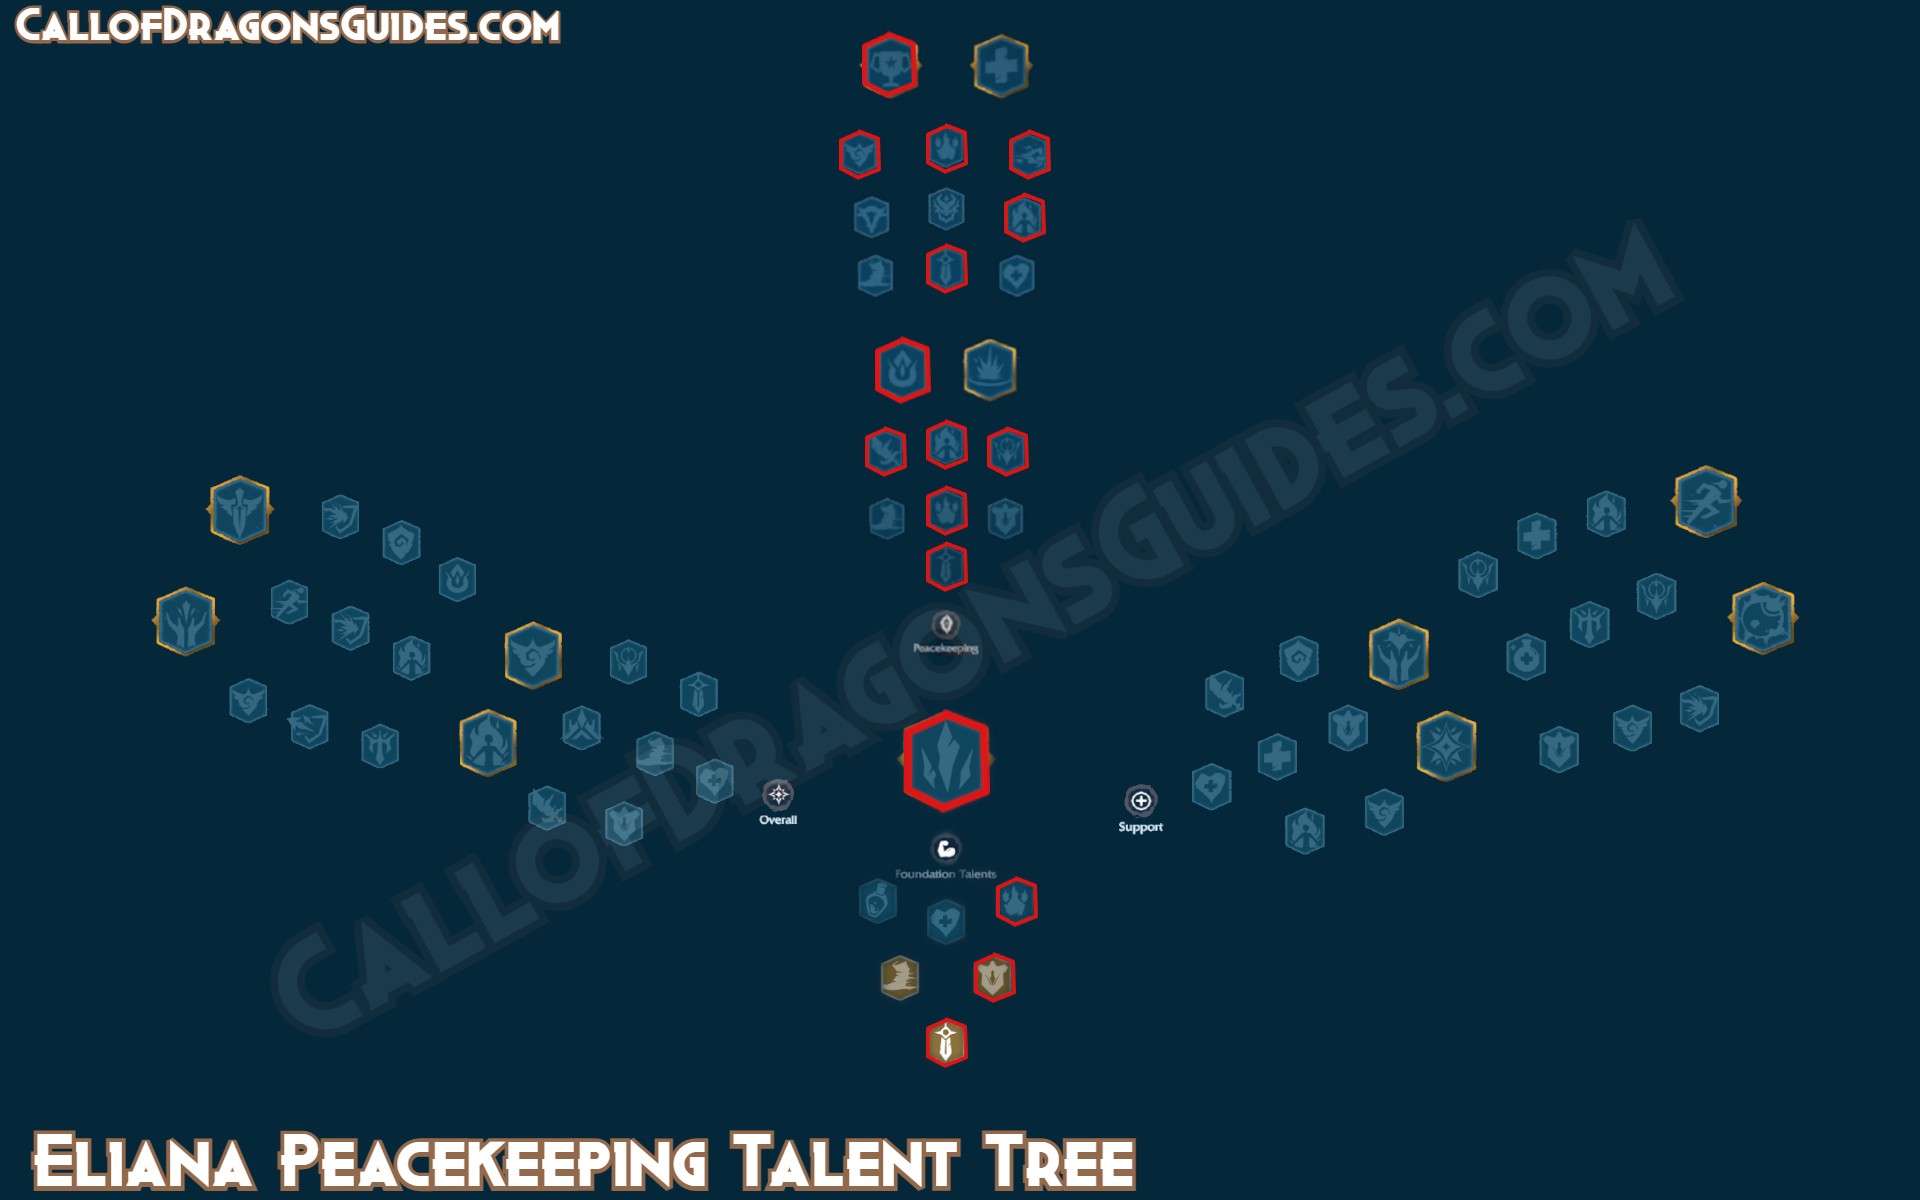 CallofDragonsGuides.com
Peacekeeping
Overall
Support
Foundation Talents
CallofDragonsGuides.com
Eliana Peacekeeping Talent Tree